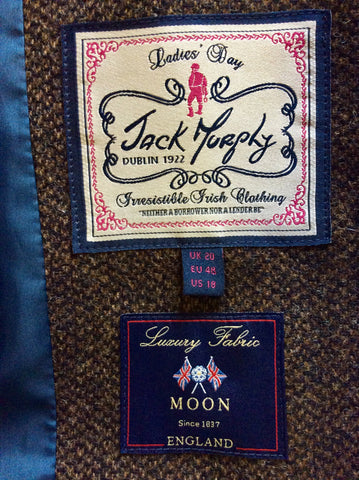 Ladies' Day
Jack Murphy
DUBLIN 1922
Irresistible Irish Clothing
"NEITHER A BORROWER NOR A LENDER BE"
UK 20
EU 48
US 18
Luxury Fabric
MOON
Since 1837
ENGLAND